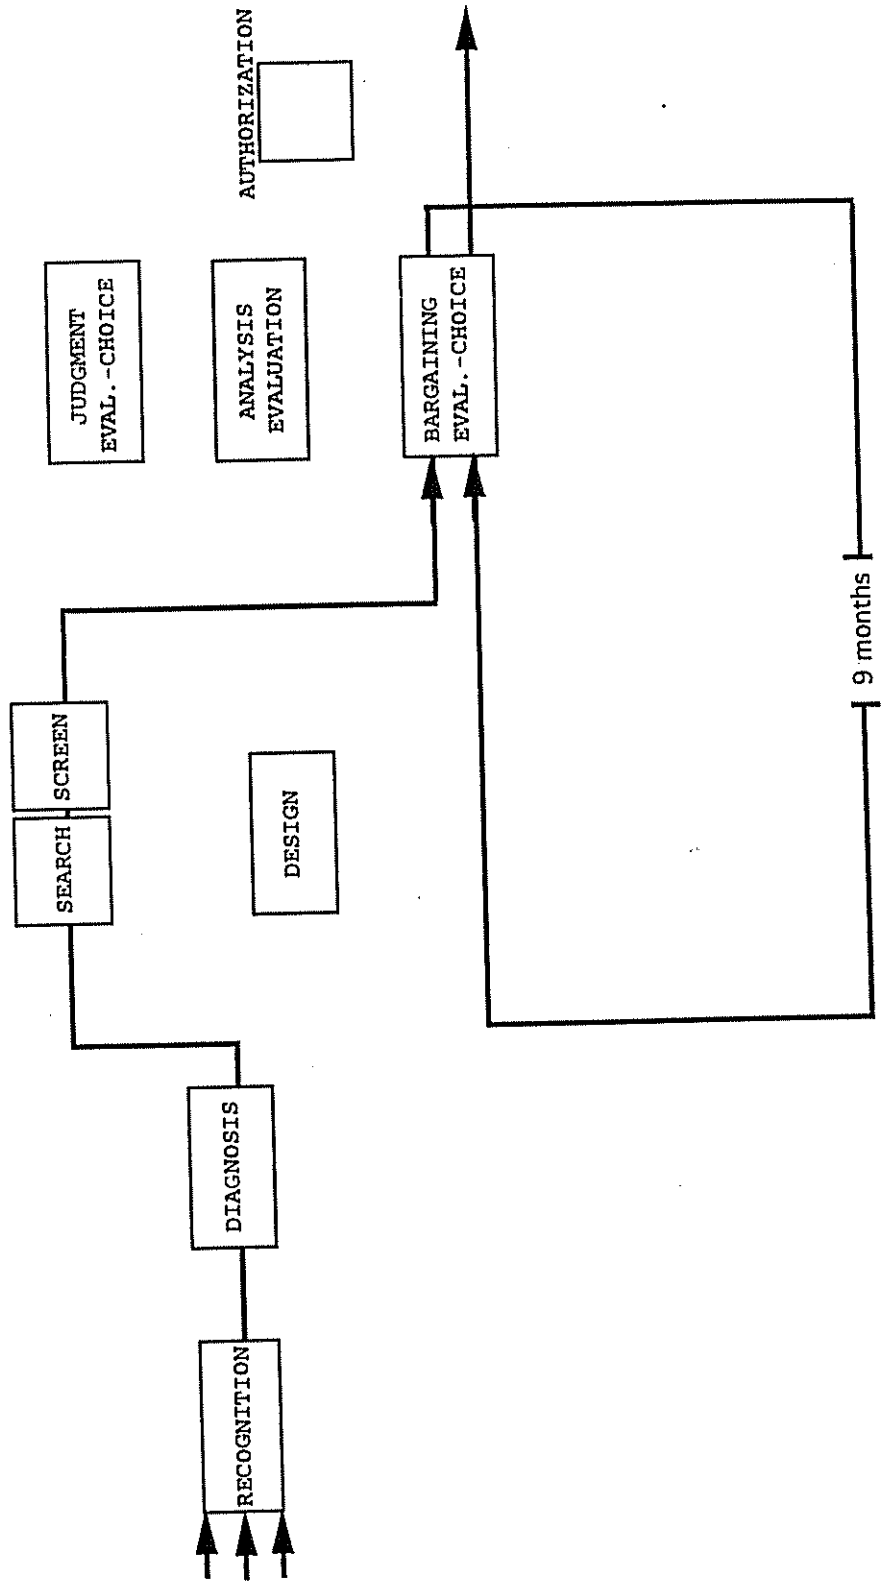 RECOGNITION
DIAGNOSIS
SEARCH
SCREEN
DESIGN
JUDGMENT
EVAL.-CHOICE
ANALYSIS
EVALUATION
BARGAINING
EVAL.-CHOICE
AUTHORIZATION
9 months